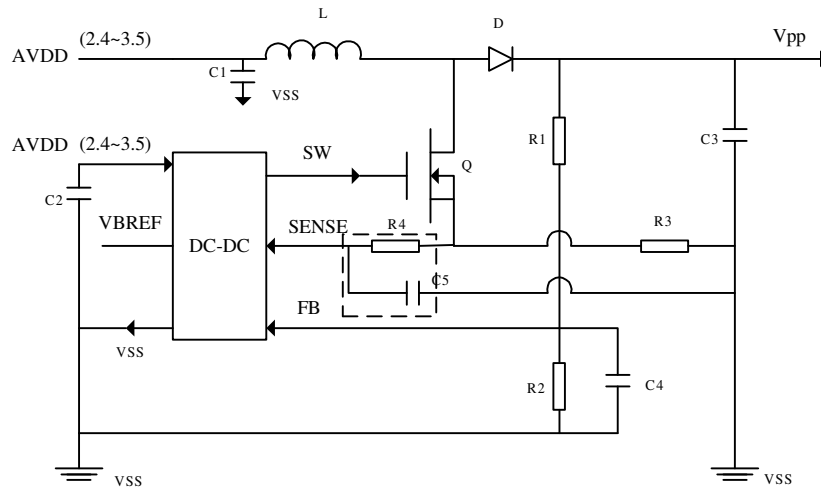 L
D
Vpp
AVDD (2.4~3.5)
C1
VSS
AVDD (2.4~3.5)
SW
Q
R1
C3
C2
VBREF
DC-DC
SENSE
R4
R3
C5
FB
VSS
R2
C4
VSS
VSS